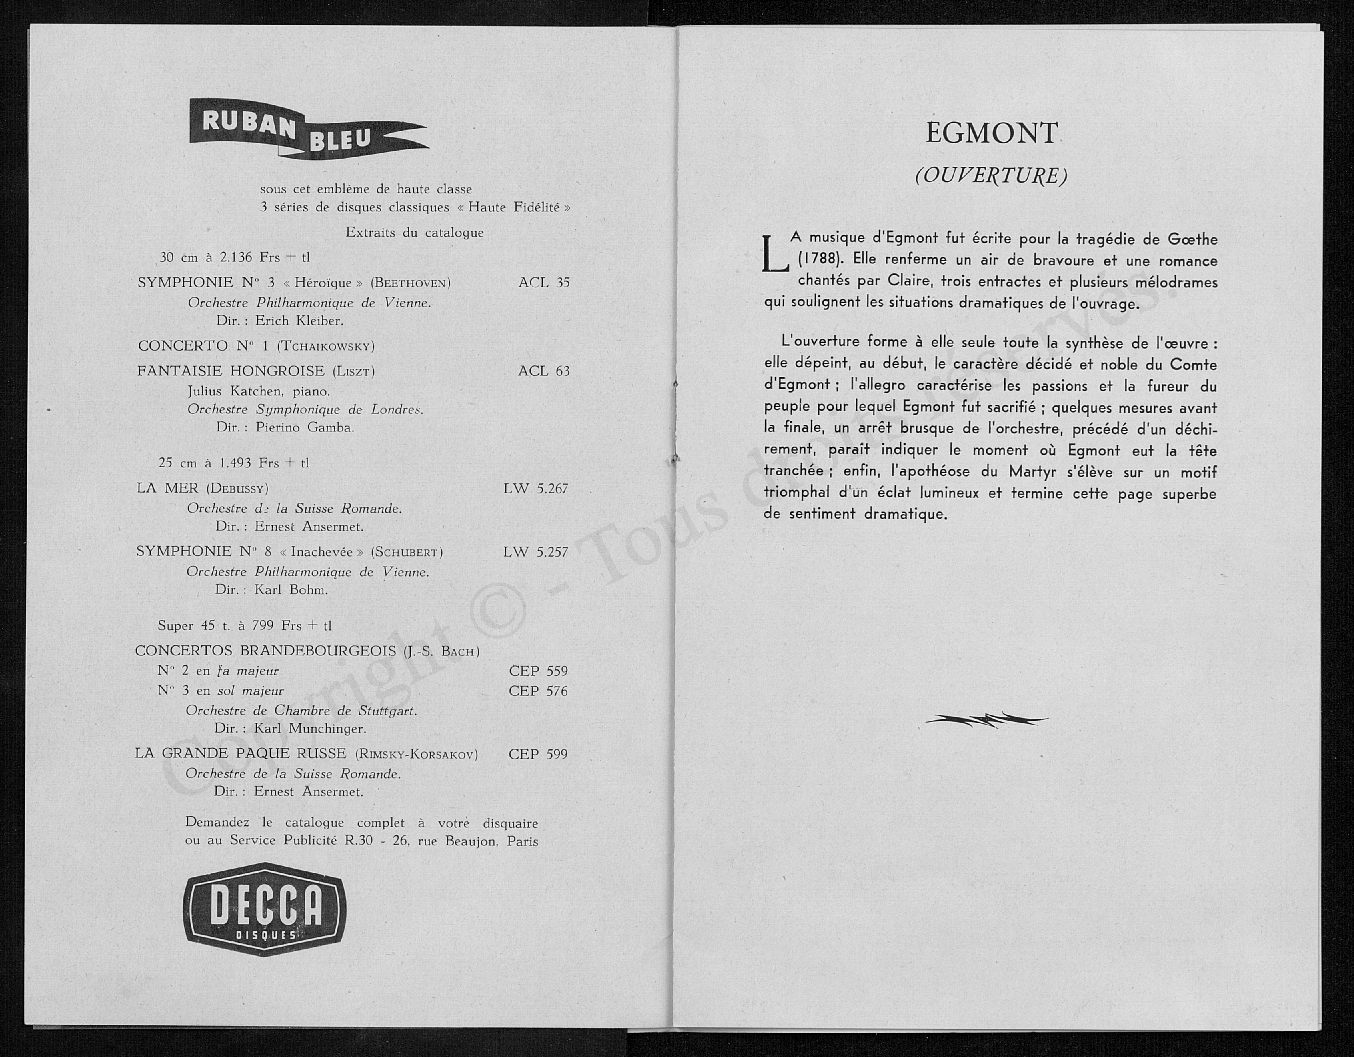 RUBAN BLEU
sous cet emblème de haute classe
3 séries de disques classiques « Haute Fidélité »
Extraits du catalogue
30 cm à 2.136 Frs + tl
SYMPHONIE N° 3 « Héroïque » (BEETHOVEN) ACL 35
Orchestre Philharmonique de Vienne.
Dir. : Erich Kleiber.
CONCERTO N° 1 (TCHAIKOWSKY)
FANTAISIE HONGROISE (LISZT) ACL 63
Julius Katchen, piano.
Orchestre Symphonique de Londres.
Dir. : Pierino Gamba.
25 cm à 1.493 Frs + tl
LA MER (DEBUSSY) LW 5.267
Orchestre de la Suisse Romande.
Dir. : Ernest Ansermet.
SYMPHONIE N° 8 « Inachevée » (SCHUBERT) LW 5.257
Orchestre Philharmonique de Vienne.
Dir. : Karl Bohm.
Super 45 t. à 799 Frs + tl
CONCERTOS BRANDEBOURGEOIS (J.-S. BACH)
N° 2 en fa majeur CEP 559
N° 3 en sol majeur CEP 576
Orchestre de Chambre de Stuttgart.
Dir. : Karl Munchinger.
LA GRANDE PAQUE RUSSE (RIMSKY-KORSAKOV) CEP 599
Orchestre de la Suisse Romande.
Dir. : Ernest Ansermet.
Demandez le catalogue complet à votre disquaire
ou au Service Publicité R.30 - 26, rue Beaujon, Paris
DECCA
DISQUES
EGMONT
(OUVERTURE)
LA musique d'Egmont fut écrite pour la tragédie de Gœthe
(1788). Elle renferme un air de bravoure et une romance
chantés par Claire, trois entractes et plusieurs mélodrames
qui soulignent les situations dramatiques de l'ouvrage.
L'ouverture forme à elle seule toute la synthèse de l'œuvre :
elle dépeint, au début, le caractère décidé et noble du Comte
d'Egmont ; l'allegro caractérise les passions et la fureur du
peuple pour lequel Egmont fut sacrifié ; quelques mesures avant
la finale, un arrêt brusque de l'orchestre, précédé d'un déchi-
rement, paraît indiquer le moment où Egmont eut la tête
tranchée ; enfin, l'apothéose du Martyr s'élève sur un motif
triomphal d'un éclat lumineux et termine cette page superbe
de sentiment dramatique.
Copyright © - Tous droits réservés.